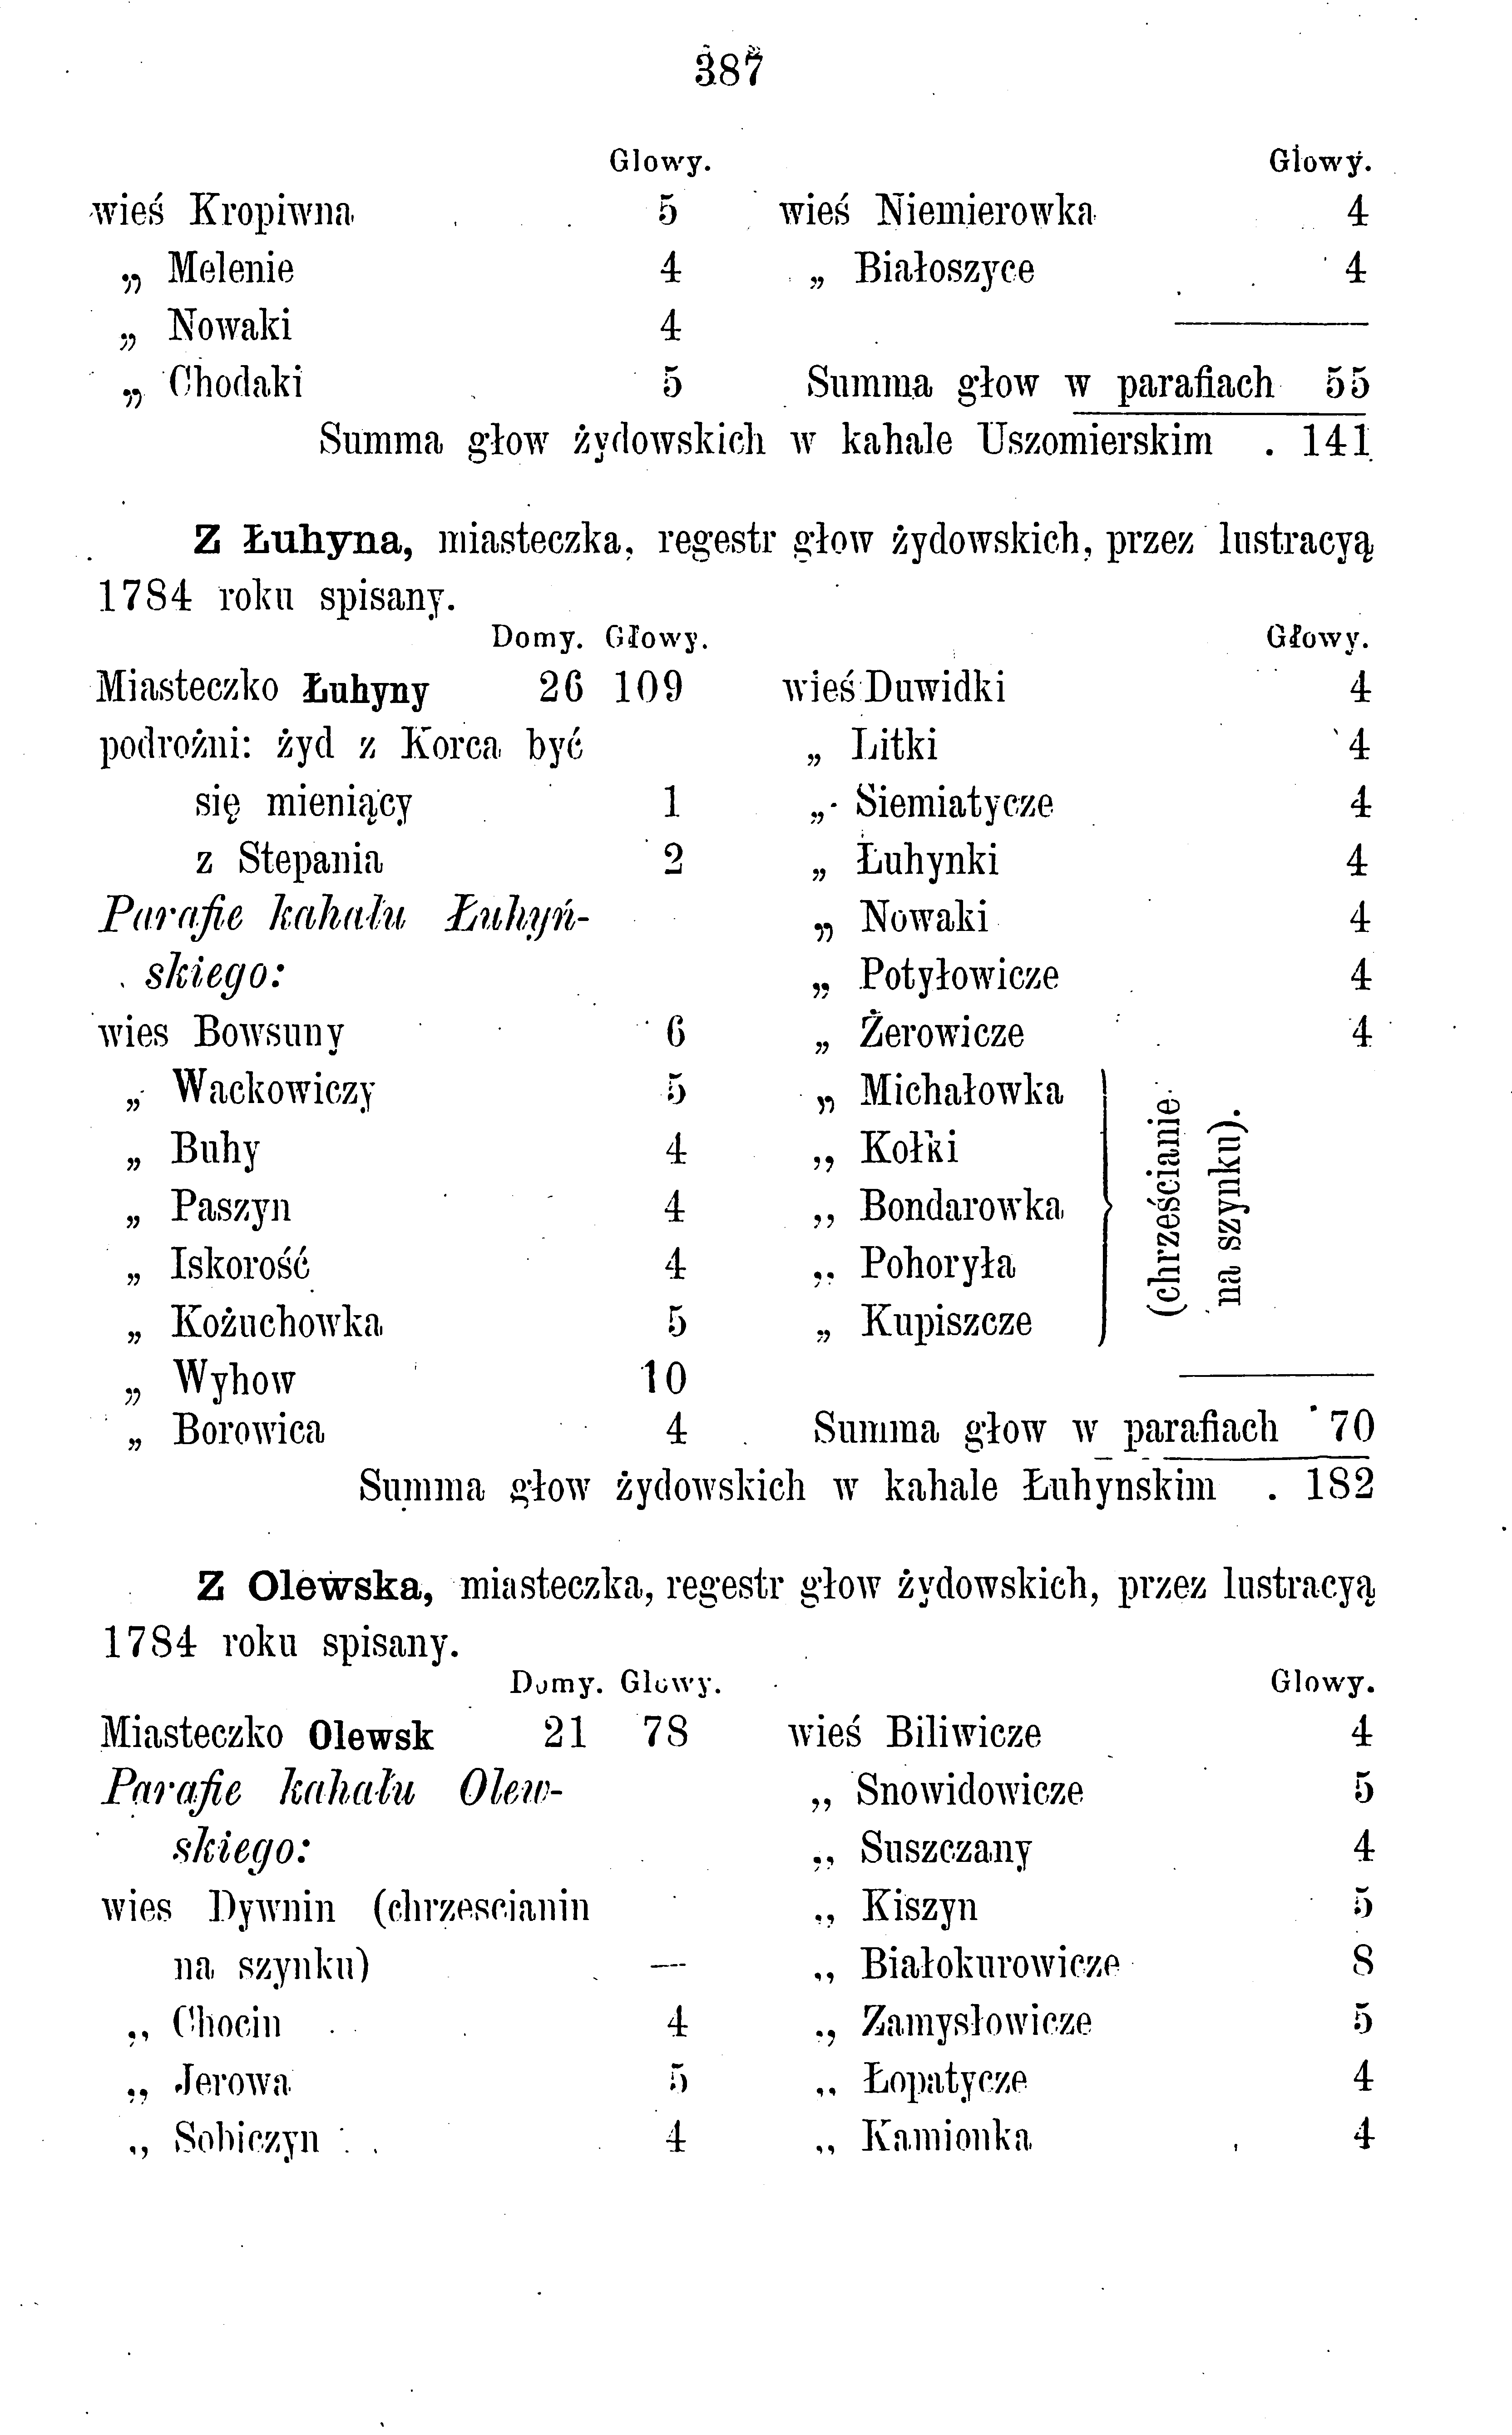 387
Glowy.
wieś Kropiwna 5
„ Melenie 4
„ Nowaki 4
„ Chodaki 5
Glowy.
wieś Niemierowka 4
„ Białoszyce 4
Summa głow w parafiach 55
Summa głow żydowskich w kahale Uszomierskim . 141
Z Łuhyna, miasteczka, regestr głow żydowskich, przez lustracyą
1784 roku spisany.
Domy. Głowy.
Miasteczko Łuhyny 26 109
podrożni: żyd z Korca być
się mieniący 1
z Stepania 2
Parafie kahału Łuhyń-
skiego:
wies Bowsuny 6
„ Wackowiczy 5
„ Buhy 4
„ Paszyn 4
„ Iskorość 4
„ Kożuchowka 5
„ Wyhow 10
„ Borowica 4
Głowy.
wieś Duwidki 4
„ Litki 4
„ Siemiatycze 4
„ Łuhynki 4
„ Nowaki 4
„ Potyłowicze 4
„ Żerowicze 4
„ Michałowka
„ Kołki
„ Bondarowka
„ Pohoryła
„ Kupiszcze
(chrześcianie
na szynku).
Summa głow w parafiach 70
Summa głow żydowskich w kahale Łuhynskim . 182
Z Olewska, miasteczka, regestr głow żydowskich, przez lustracyą
1784 roku spisany.
Domy. Glowy.
Miasteczko Olewsk 21 78
Parafie kahału Olew-
skiego:
wies Dywnin (chrzescianin
na szynku) —
„ Chocin 4
„ Jerowa 5
„ Sobiczyn 4
Glowy.
wieś Biliwicze 4
„ Snowidowicze 5
„ Suszczany 4
„ Kiszyn 5
„ Białokurowicze 8
„ Zamysłowicze 5
„ Łopatycze 4
„ Kamionka 4